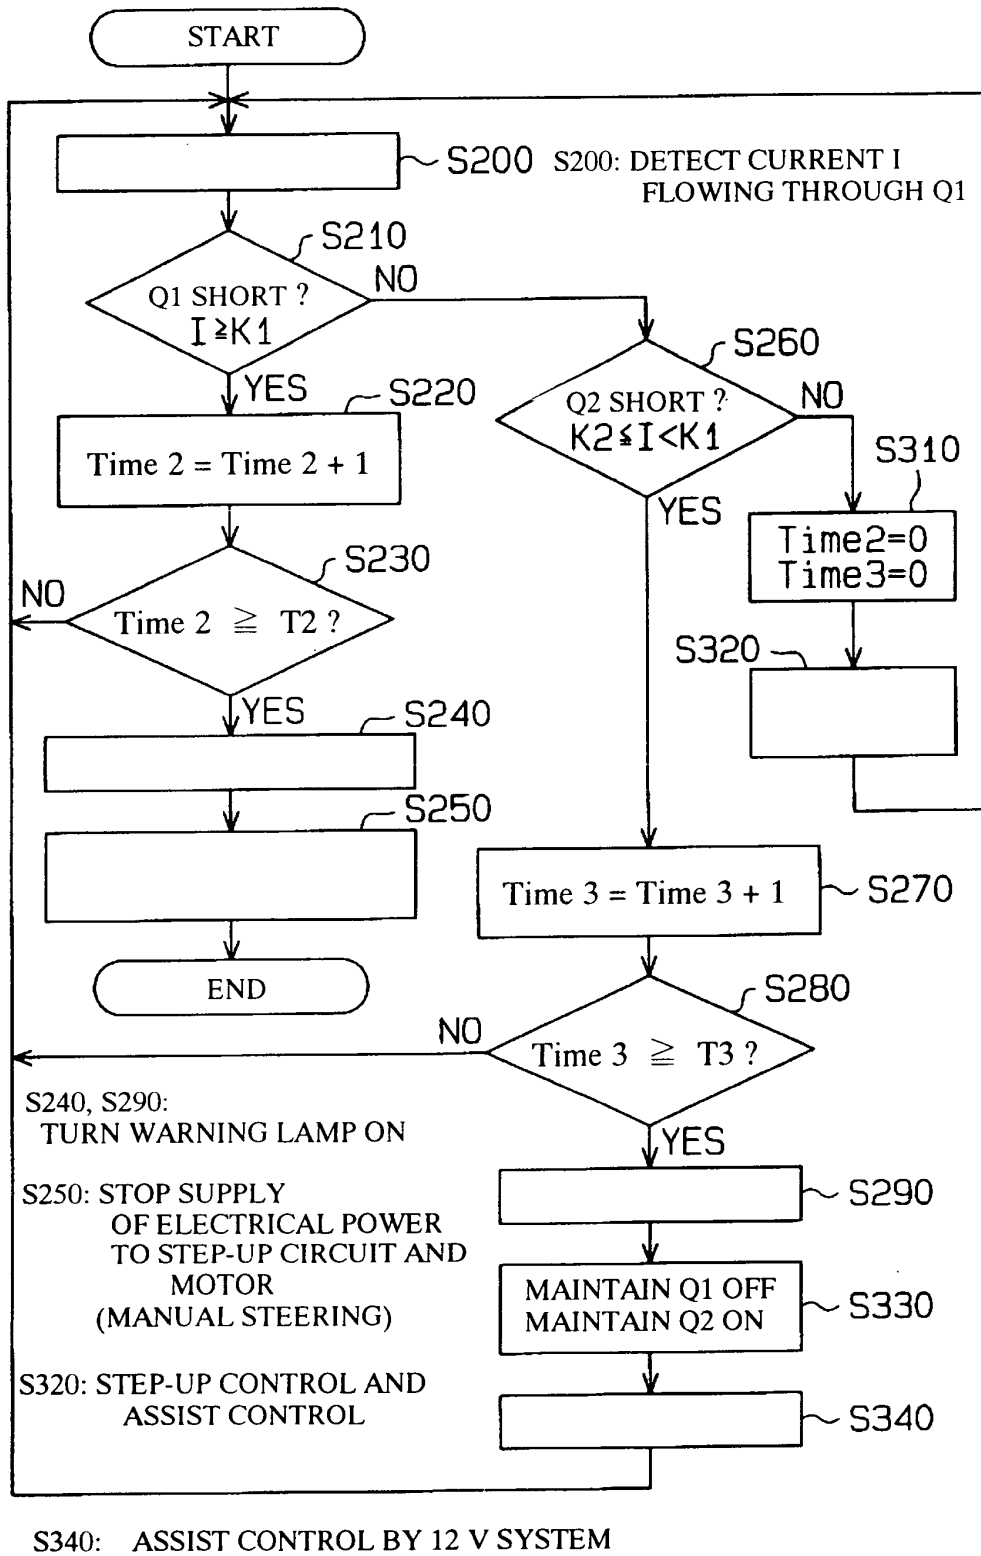 START
S200
S200: DETECT CURRENT I
FLOWING THROUGH Q1
S210
Q1 SHORT ?
I≧K1
NO
YES
S220
Time 2 = Time 2 + 1
S230
NO
Time 2 ≧ T2 ?
YES
S240
S250
END
S260
Q2 SHORT ?
K2≦I<K1
NO
YES
S310
Time2=0
Time3=0
S320
Time 3 = Time 3 + 1
S270
S280
NO
Time 3 ≧ T3 ?
YES
S290
MAINTAIN Q1 OFF
MAINTAIN Q2 ON
S330
S340
S240, S290:
TURN WARNING LAMP ON
S250: STOP SUPPLY
OF ELECTRICAL POWER
TO STEP-UP CIRCUIT AND
MOTOR
(MANUAL STEERING)
S320: STEP-UP CONTROL AND
ASSIST CONTROL
S340: ASSIST CONTROL BY 12 V SYSTEM